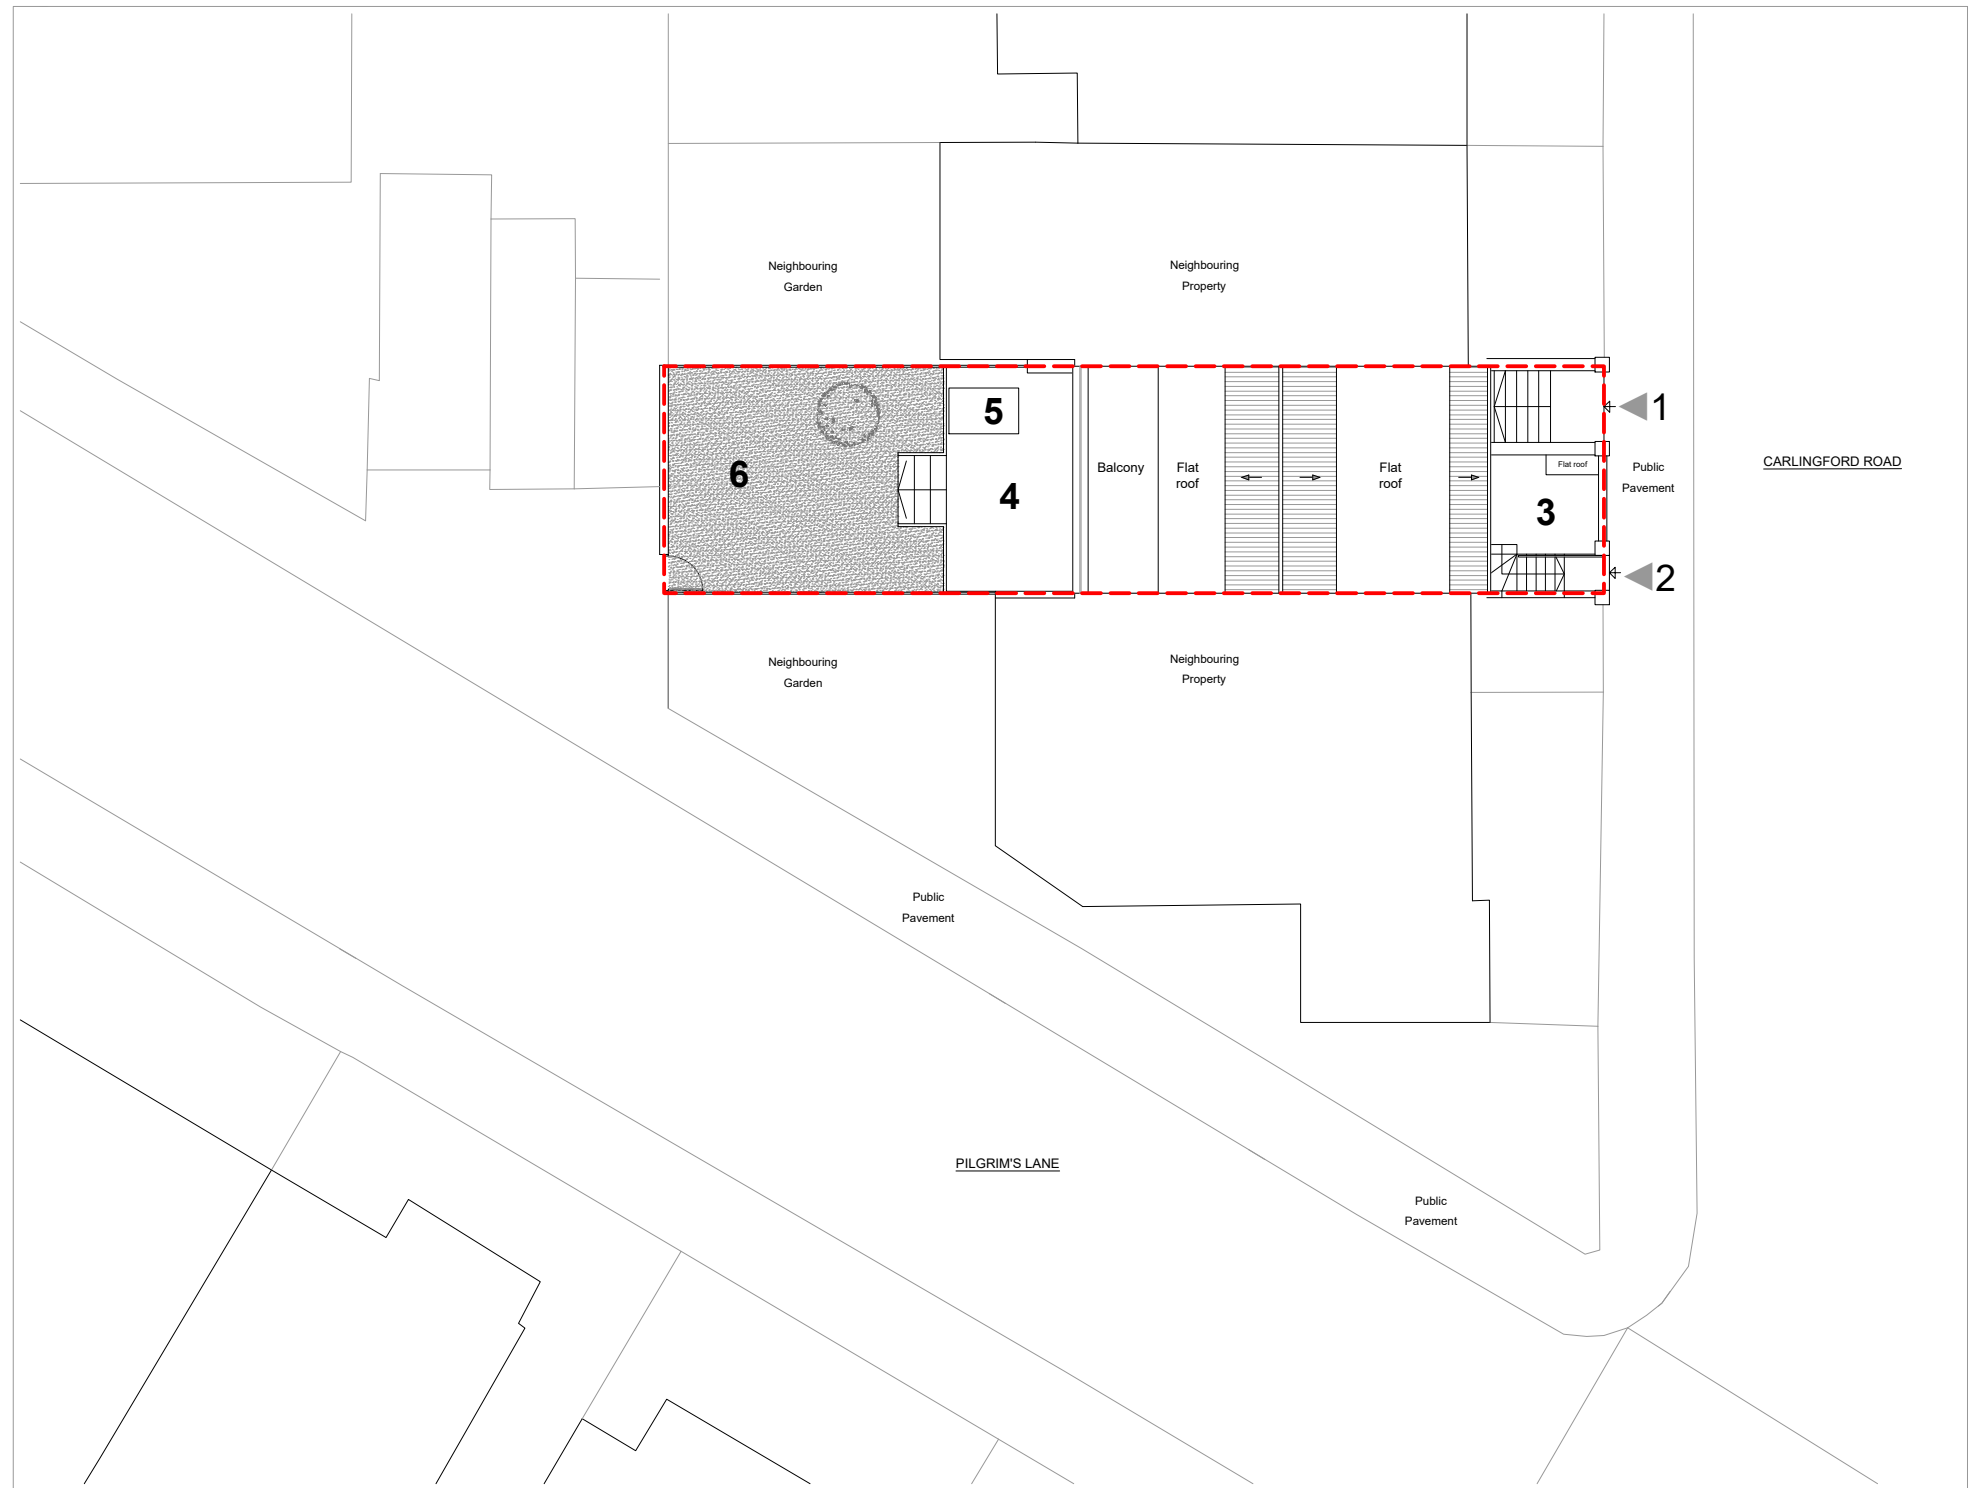 Neighbouring
Garden
Neighbouring
Property
1
CARLINGFORD ROAD
5
6
4
Balcony
Flat
roof
Flat
roof
Flat roof
3
Public
Pavement
2
Neighbouring
Garden
Neighbouring
Property
Public
Pavement
PILGRIM'S LANE
Public
Pavement